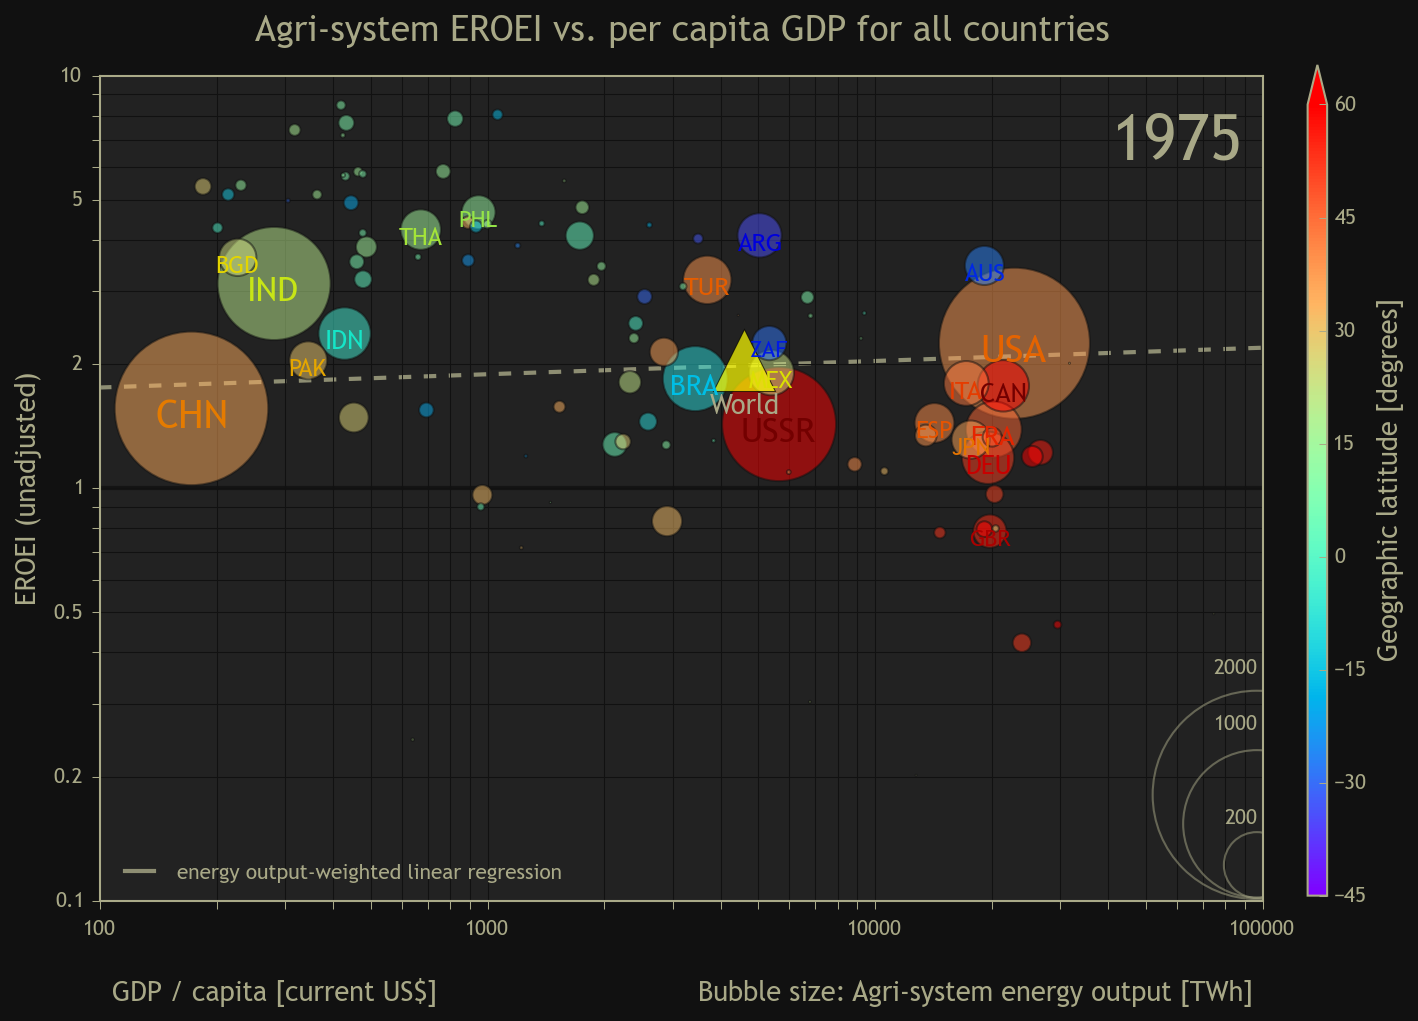 Agri-system EROEI vs. per capita GDP for all countries
1975
EROEI (unadjusted)
10
5
2
1
0.5
0.2
0.1
PHL
THA
ARG
BGD
IND
TUR
AUS
IDN
ZAF
USA
PAK
BRA
MEX
ITA
CAN
World
CHN
USSR
ESP
FRA
JPN
DEU
GBR
2000
1000
200
energy output-weighted linear regression
100
1000
10000
100000
GDP / capita [current US$]
Bubble size: Agri-system energy output [TWh]
60
45
30
15
0
−15
−30
−45
Geographic latitude [degrees]